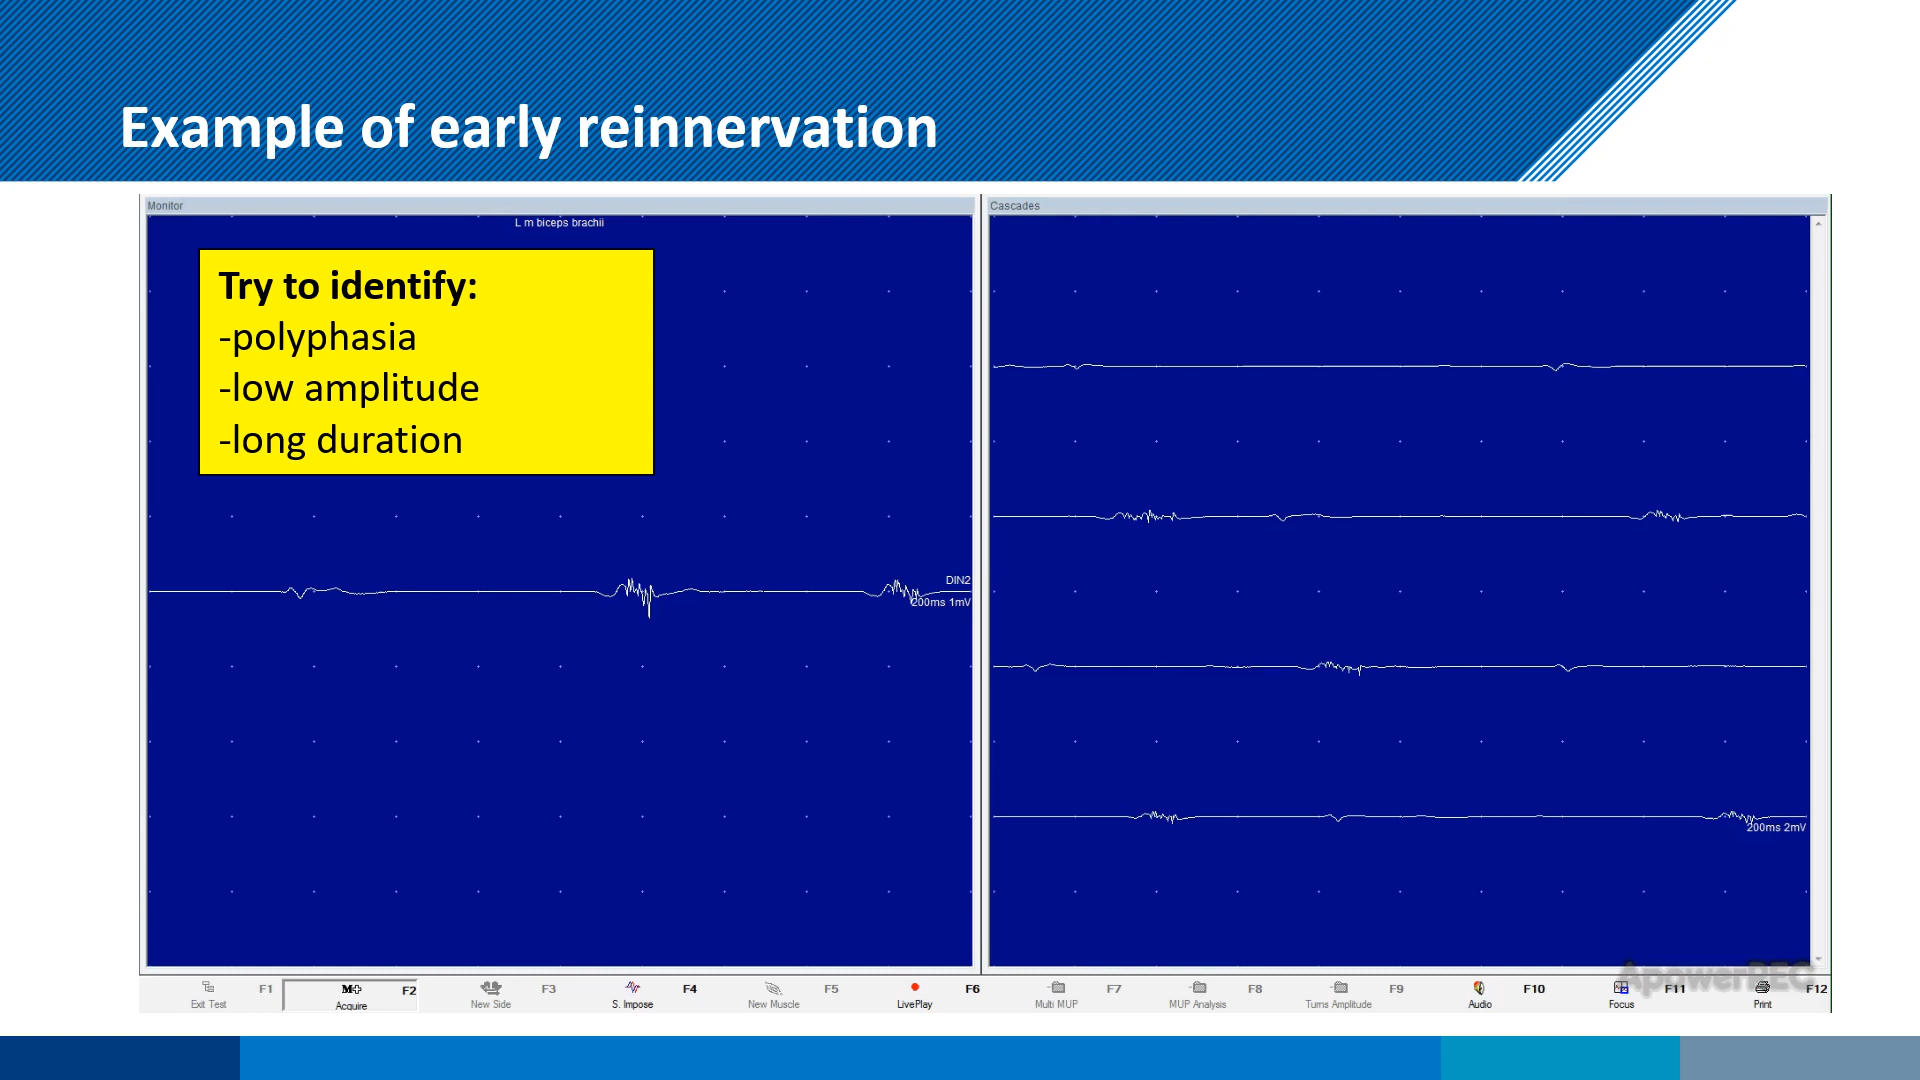 Example of early reinnervation
Monitor
L m biceps brachii
Try to identify:
-polyphasia
-low amplitude
-long duration
DIN2
200ms 1mV
Cascades
200ms 2mV
ApowerREC
Exit Test F1
M Acquire F2
New Side F3
S. Impose F4
New Muscle F5
LivePlay F6
Multi MUP F7
MUP Analysis F8
Turns Amplitude F9
Audio F10
Focus F11
Print F12